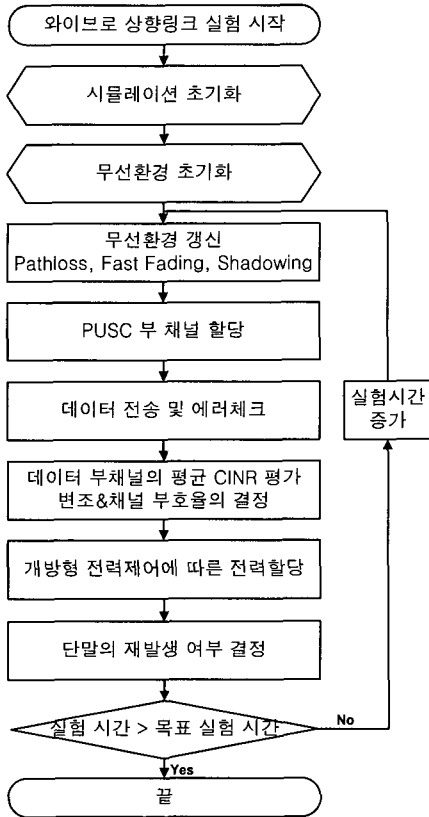 와이브로 상향링크 실험 시작
시뮬레이션 초기화
무선환경 초기화
무선환경 갱신
Pathloss, Fast Fading, Shadowing
PUSC 부 채널 할당
데이터 전송 및 에러체크
실험시간
증가
데이터 부채널의 평균 CINR 평가
변조&채널 부호율의 결정
개방형 전력제어에 따른 전력할당
단말의 재발생 여부 결정
실험 시간 > 목표 실험 시간
No
Yes
끝